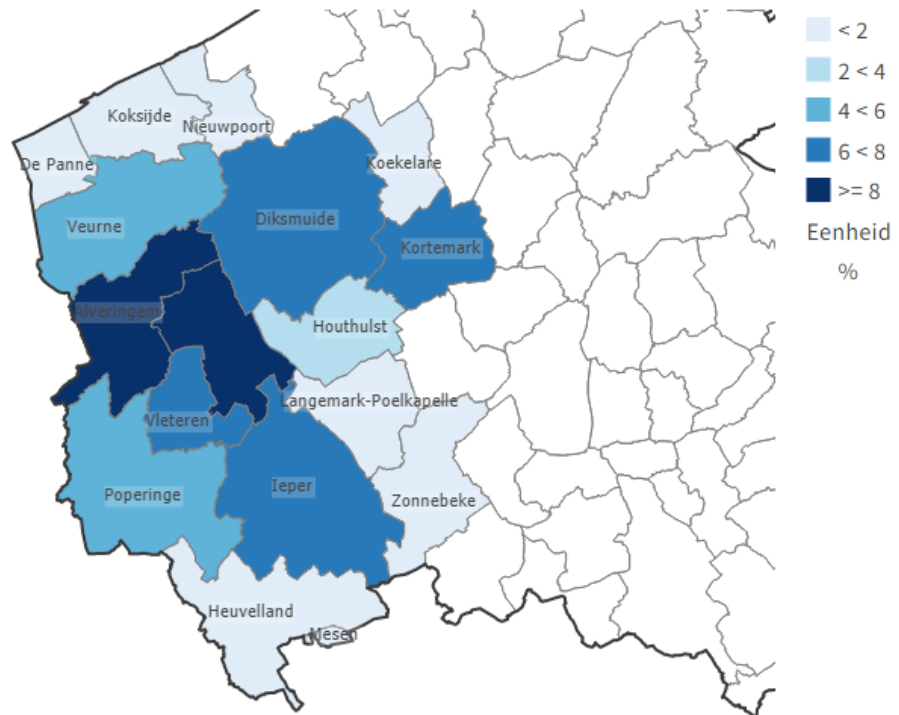 < 2
2 < 4
4 < 6
6 < 8
>= 8
Eenheid
%
Koksijde
Nieuwpoort
De Panne
Koekelare
Veurne
Diksmuide
Kortemark
Alveringem
Houthulst
Langemark-Poelkapelle
Vleteren
Ieper
Poperinge
Zonnebeke
Heuvelland
Mesen